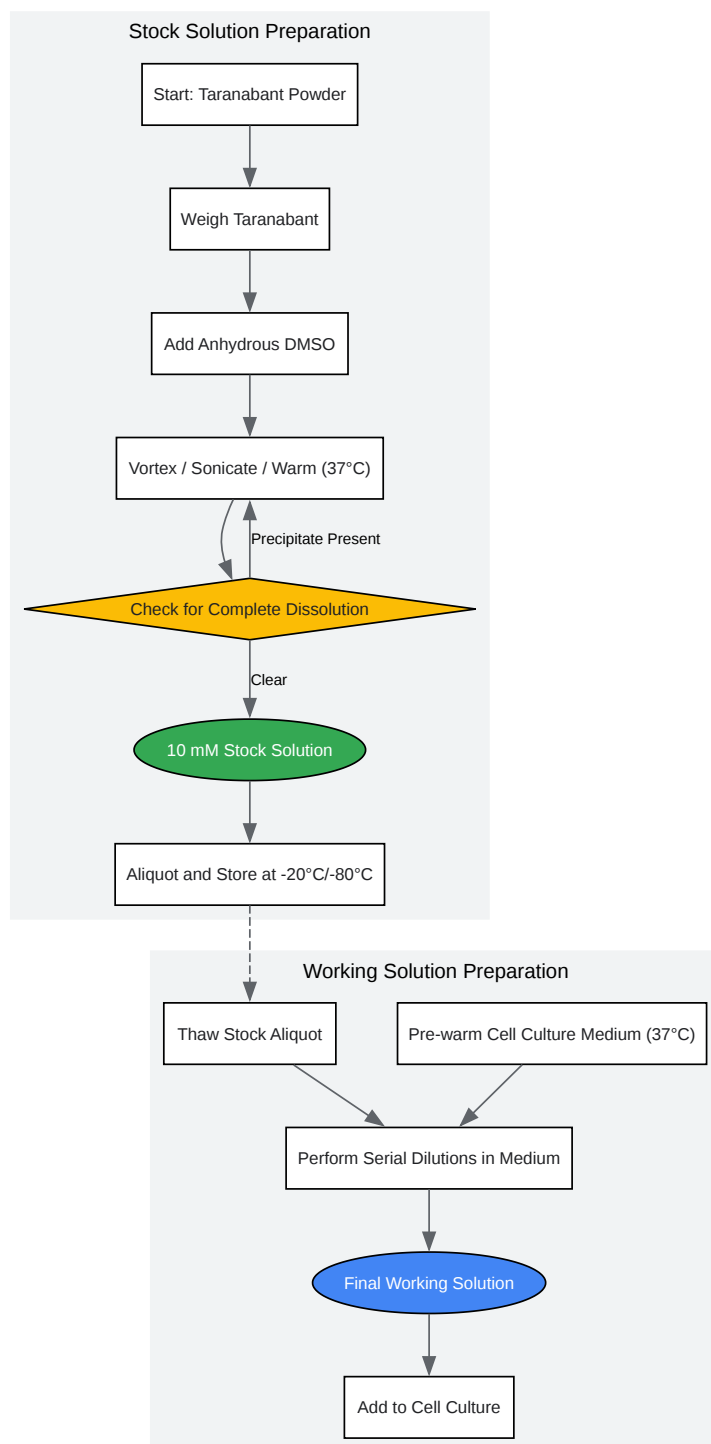 Stock Solution Preparation
Start: Taranabant Powder
Weigh Taranabant
Add Anhydrous DMSO
Vortex / Sonicate / Warm (37°C)
Precipitate Present
Check for Complete Dissolution
Clear
10 mM Stock Solution
Aliquot and Store at -20°C/-80°C
Working Solution Preparation
Thaw Stock Aliquot
Pre-warm Cell Culture Medium (37°C)
Perform Serial Dilutions in Medium
Final Working Solution
Add to Cell Culture